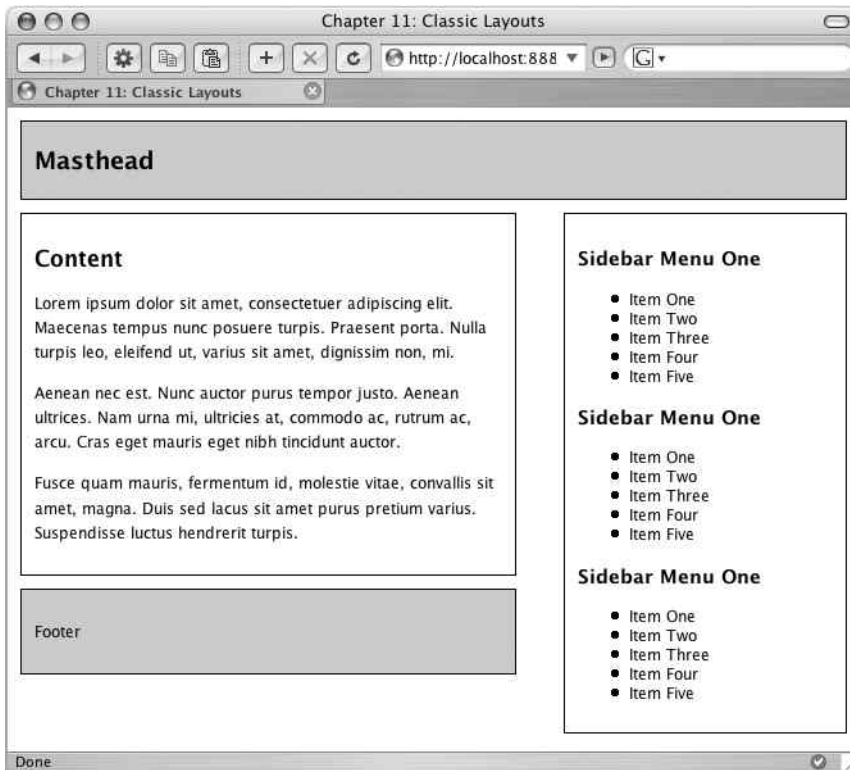 Chapter 11: Classic Layouts
http://localhost:888
G
Chapter 11: Classic Layouts
Masthead
Content
Lorem ipsum dolor sit amet, consectetuer adipiscing elit.
Maecenas tempus nunc posuere turpis. Praesent porta. Nulla
turpis leo, eleifend ut, varius sit amet, dignissim non, mi.
Aenean nec est. Nunc auctor purus tempor justo. Aenean
ultrices. Nam urna mi, ultricies at, commodo ac, rutrum ac,
arcu. Cras eget mauris eget nibh tincidunt auctor.
Fusce quam mauris, fermentum id, molestie vitae, convallis sit
amet, magna. Duis sed lacus sit amet purus pretium varius.
Suspendisse luctus hendrerit turpis.
Footer
Sidebar Menu One
Item One
Item Two
Item Three
Item Four
Item Five
Sidebar Menu One
Item One
Item Two
Item Three
Item Four
Item Five
Sidebar Menu One
Item One
Item Two
Item Three
Item Four
Item Five
Done